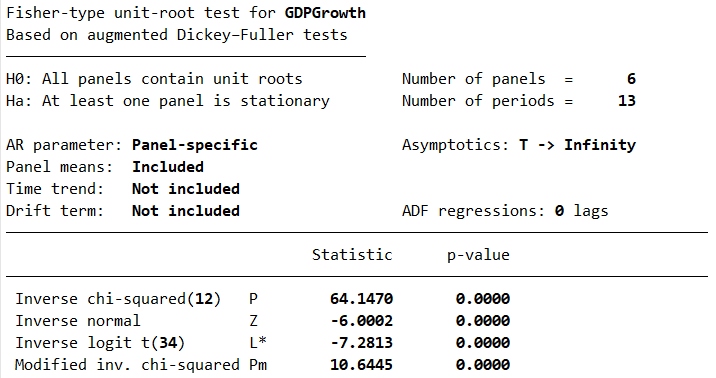 Fisher-type unit-root test for GDPGrowth
Based on augmented Dickey–Fuller tests
H0: All panels contain unit roots Number of panels = 6
Ha: At least one panel is stationary Number of periods = 13
AR parameter: Panel-specific Asymptotics: T -> Infinity
Panel means: Included
Time trend: Not included
Drift term: Not included ADF regressions: 0 lags
Statistic p-value
Inverse chi-squared(12) P 64.1470 0.0000
Inverse normal Z -6.0002 0.0000
Inverse logit t(34) L* -7.2813 0.0000
Modified inv. chi-squared Pm 10.6445 0.0000